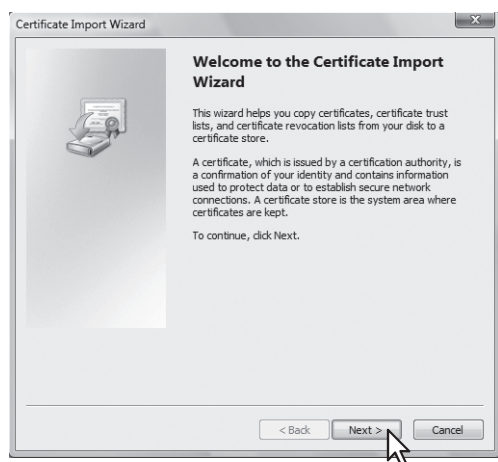 Certificate Import Wizard
X
Welcome to the Certificate Import
Wizard
This wizard helps you copy certificates, certificate trust
lists, and certificate revocation lists from your disk to a
certificate store.
A certificate, which is issued by a certification authority, is
a confirmation of your identity and contains information
used to protect data or to establish secure network
connections. A certificate store is the system area where
certificates are kept.
To continue, click Next.
< Back Next > Cancel